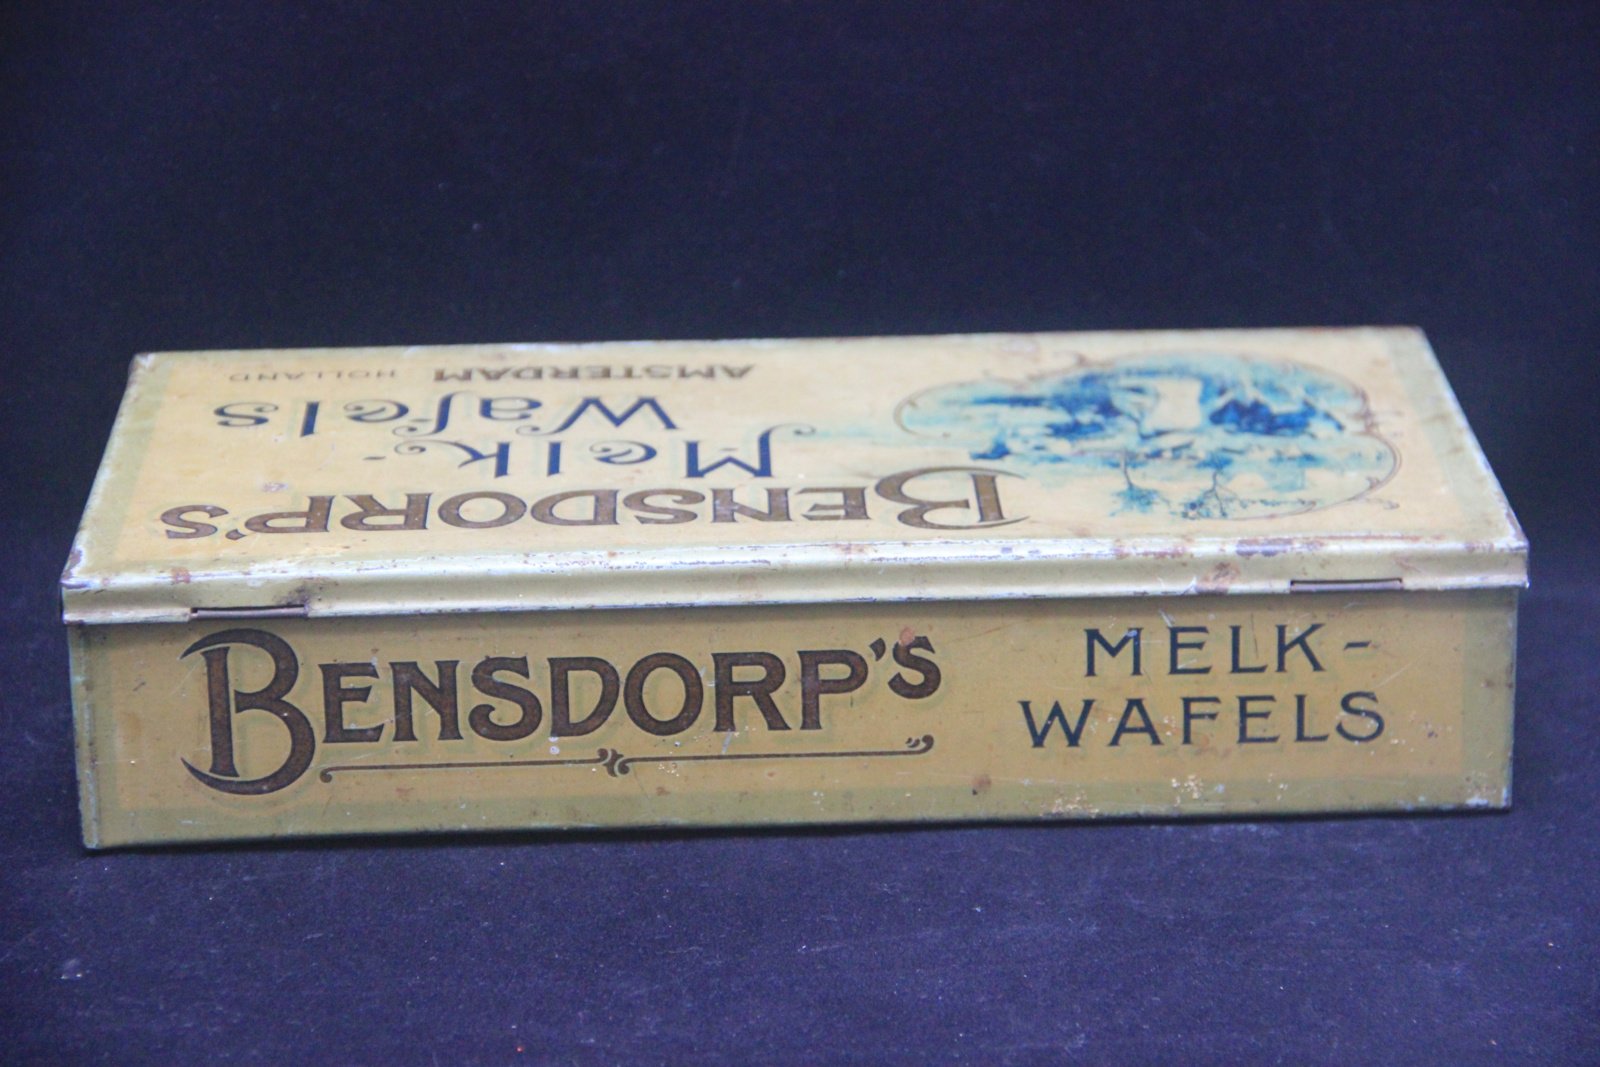 BENSDORP'S
Melk-
Wafels
AMSTERDAM HOLLAND
BENSDORP'S
MELK-
WAFELS